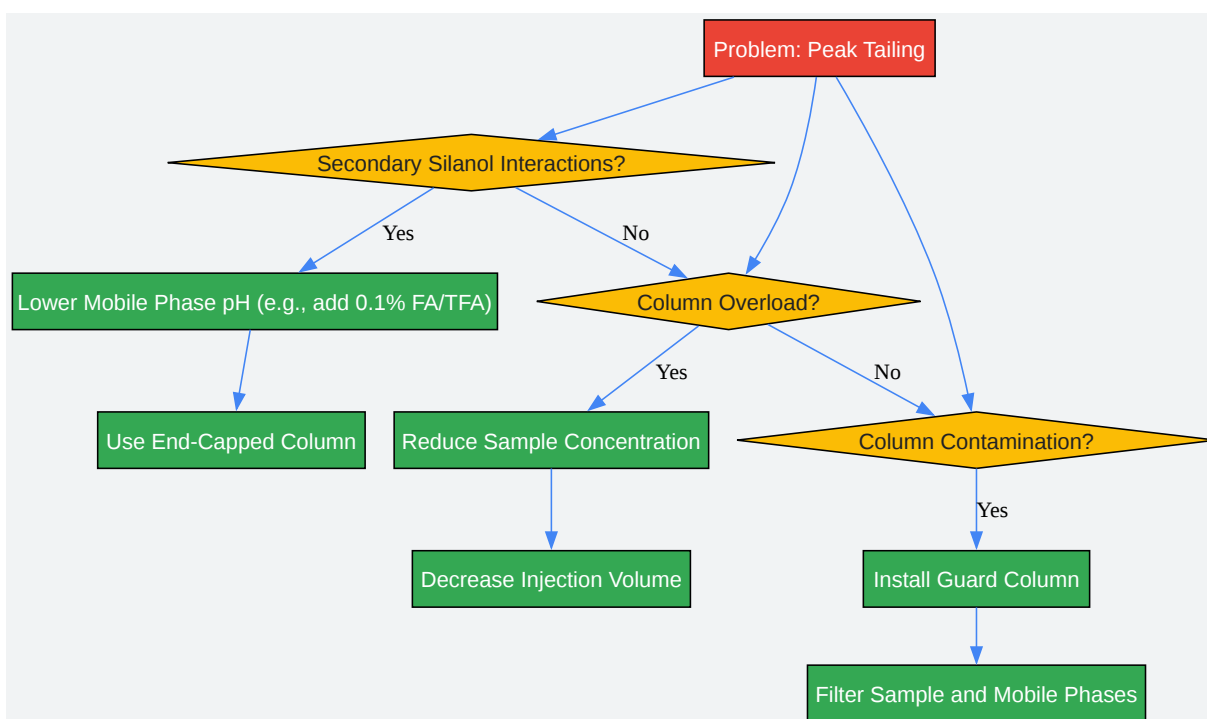 Problem: Peak Tailing
Secondary Silanol Interactions?
Yes
No
Lower Mobile Phase pH (e.g., add 0.1% FA/TFA)
Column Overload?
Yes
No
Use End-Capped Column
Reduce Sample Concentration
Column Contamination?
Yes
Decrease Injection Volume
Install Guard Column
Filter Sample and Mobile Phases